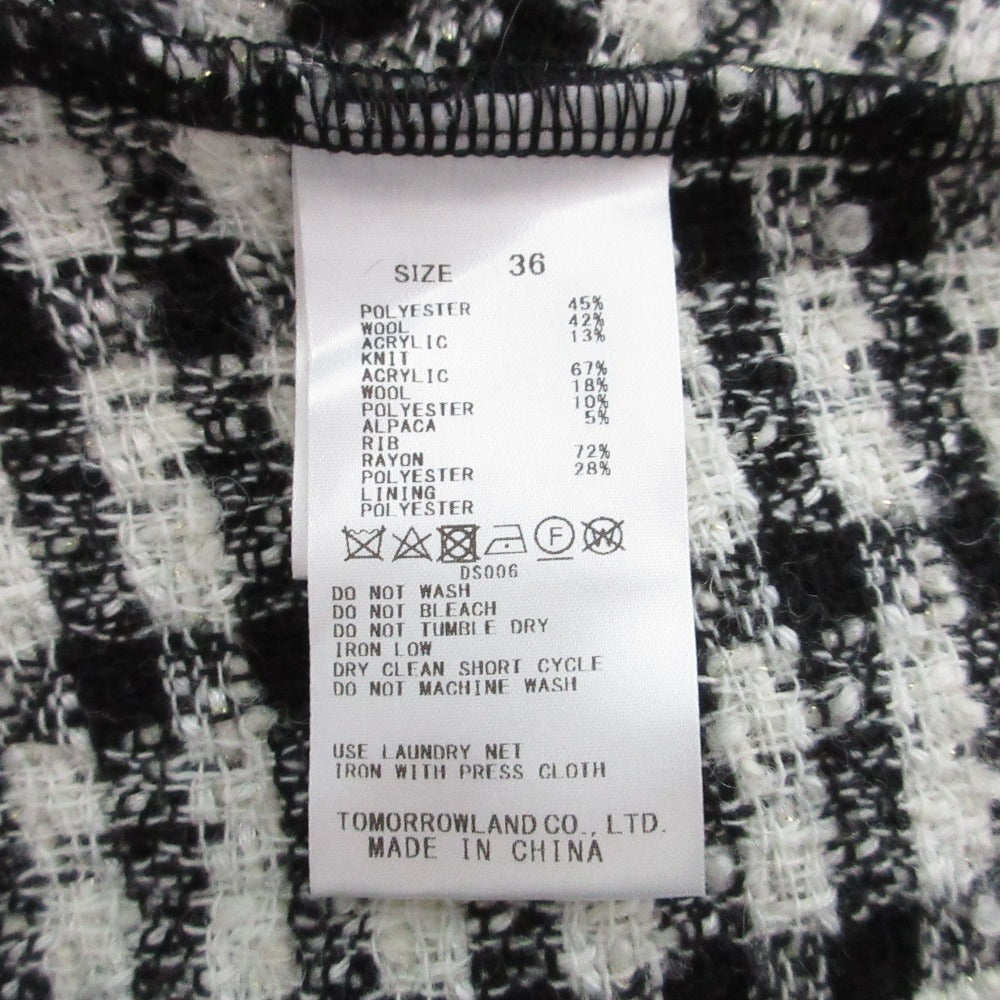 SIZE 36
POLYESTER 45%
WOOL 42%
ACRYLIC 13%
KNIT
ACRYLIC 67%
WOOL 18%
POLYESTER 10%
ALPACA 5%
RIB
RAYON 72%
POLYESTER 28%
LINING
POLYESTER
F W
DS006
DO NOT WASH
DO NOT BLEACH
DO NOT TUMBLE DRY
IRON LOW
DRY CLEAN SHORT CYCLE
DO NOT MACHINE WASH
USE LAUNDRY NET
IRON WITH PRESS CLOTH
TOMORROWLAND CO., LTD.
MADE IN CHINA